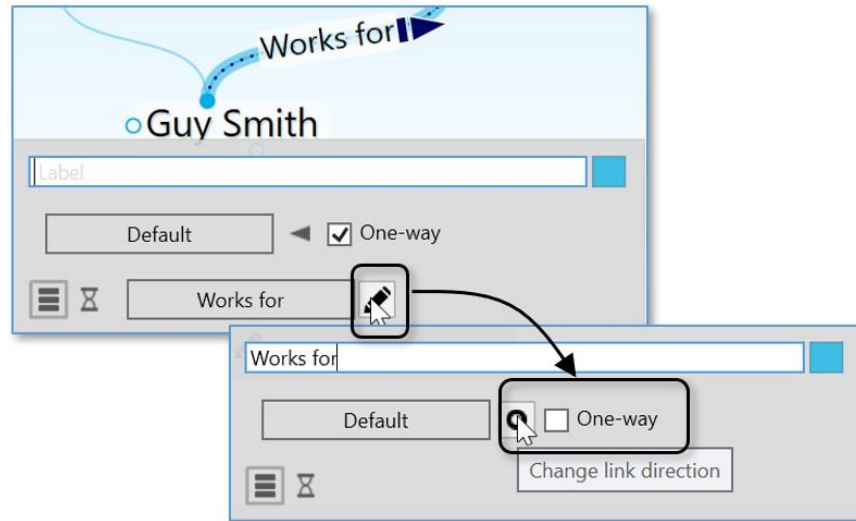 Works for
Guy Smith
Label
Default
One-way
Works for
Works for
Default
One-way
Change link direction